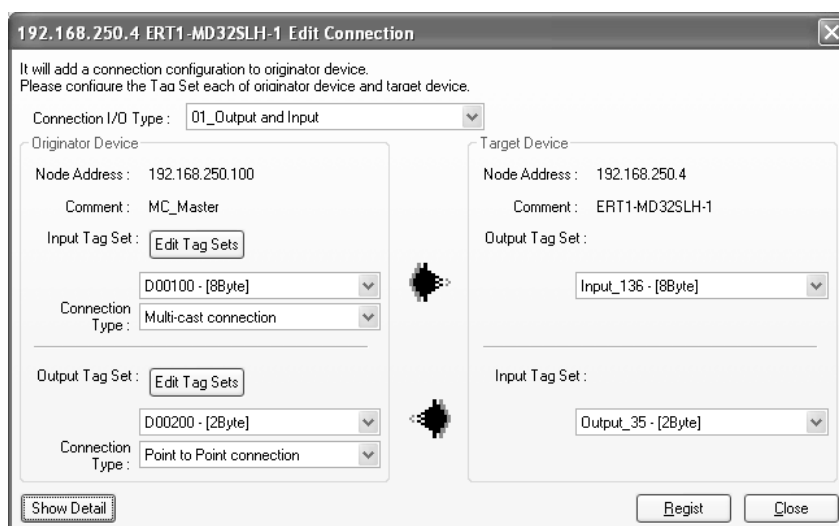 192.168.250.4 ERT1-MD32SLH-1 Edit Connection
It will add a connection configuration to originator device.
Please configure the Tag Set each of originator device and target device.
Connection I/O Type : 01_Output and Input
Originator Device
Node Address : 192.168.250.100
Comment : MC_Master
Input Tag Set : Edit Tag Sets
D00100 - [8Byte]
Connection Type : Multi-cast connection
Output Tag Set : Edit Tag Sets
D00200 - [2Byte]
Connection Type : Point to Point connection
Target Device
Node Address : 192.168.250.4
Comment : ERT1-MD32SLH-1
Output Tag Set :
Input_136 - [8Byte]
Input Tag Set :
Output_35 - [2Byte]
Show Detail
Regist
Close